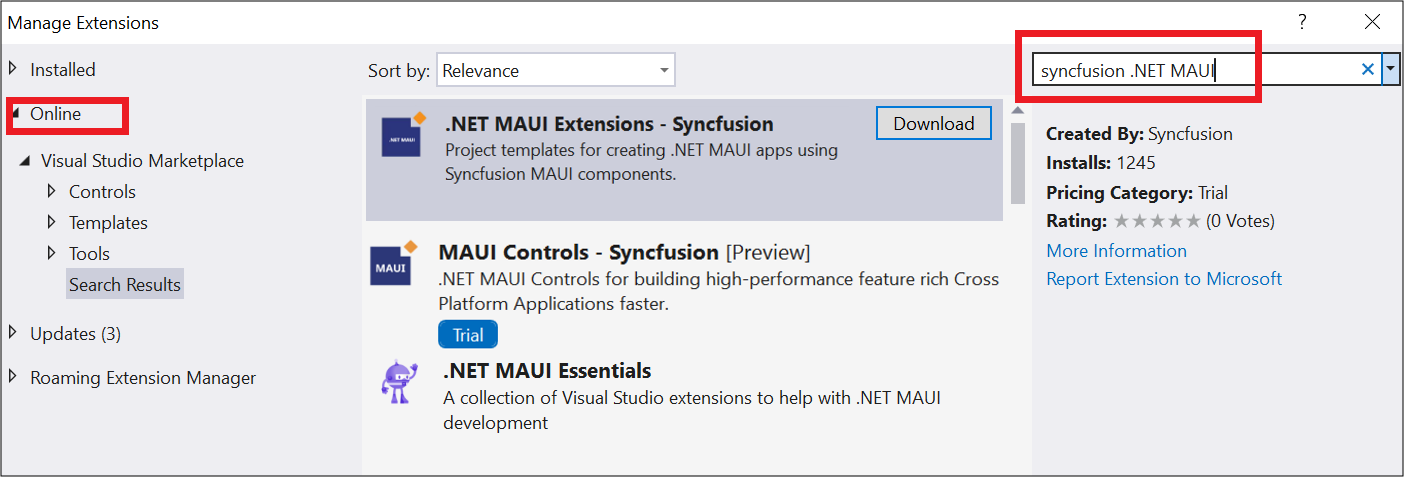 Manage Extensions
?
Installed
Online
Visual Studio Marketplace
Controls
Templates
Tools
Search Results
Updates (3)
Roaming Extension Manager
Sort by: Relevance
.NET MAUI
.NET MAUI Extensions - Syncfusion
Download
Project templates for creating .NET MAUI apps using
Syncfusion MAUI components.
MAUI
MAUI Controls - Syncfusion [Preview]
.NET MAUI Controls for building high-performance feature rich Cross
Platform Applications faster.
Trial
.NET MAUI Essentials
A collection of Visual Studio extensions to help with .NET MAUI
development
syncfusion .NET MAUI
Created By: Syncfusion
Installs: 1245
Pricing Category: Trial
Rating: ★★★★★ (0 Votes)
More Information
Report Extension to Microsoft